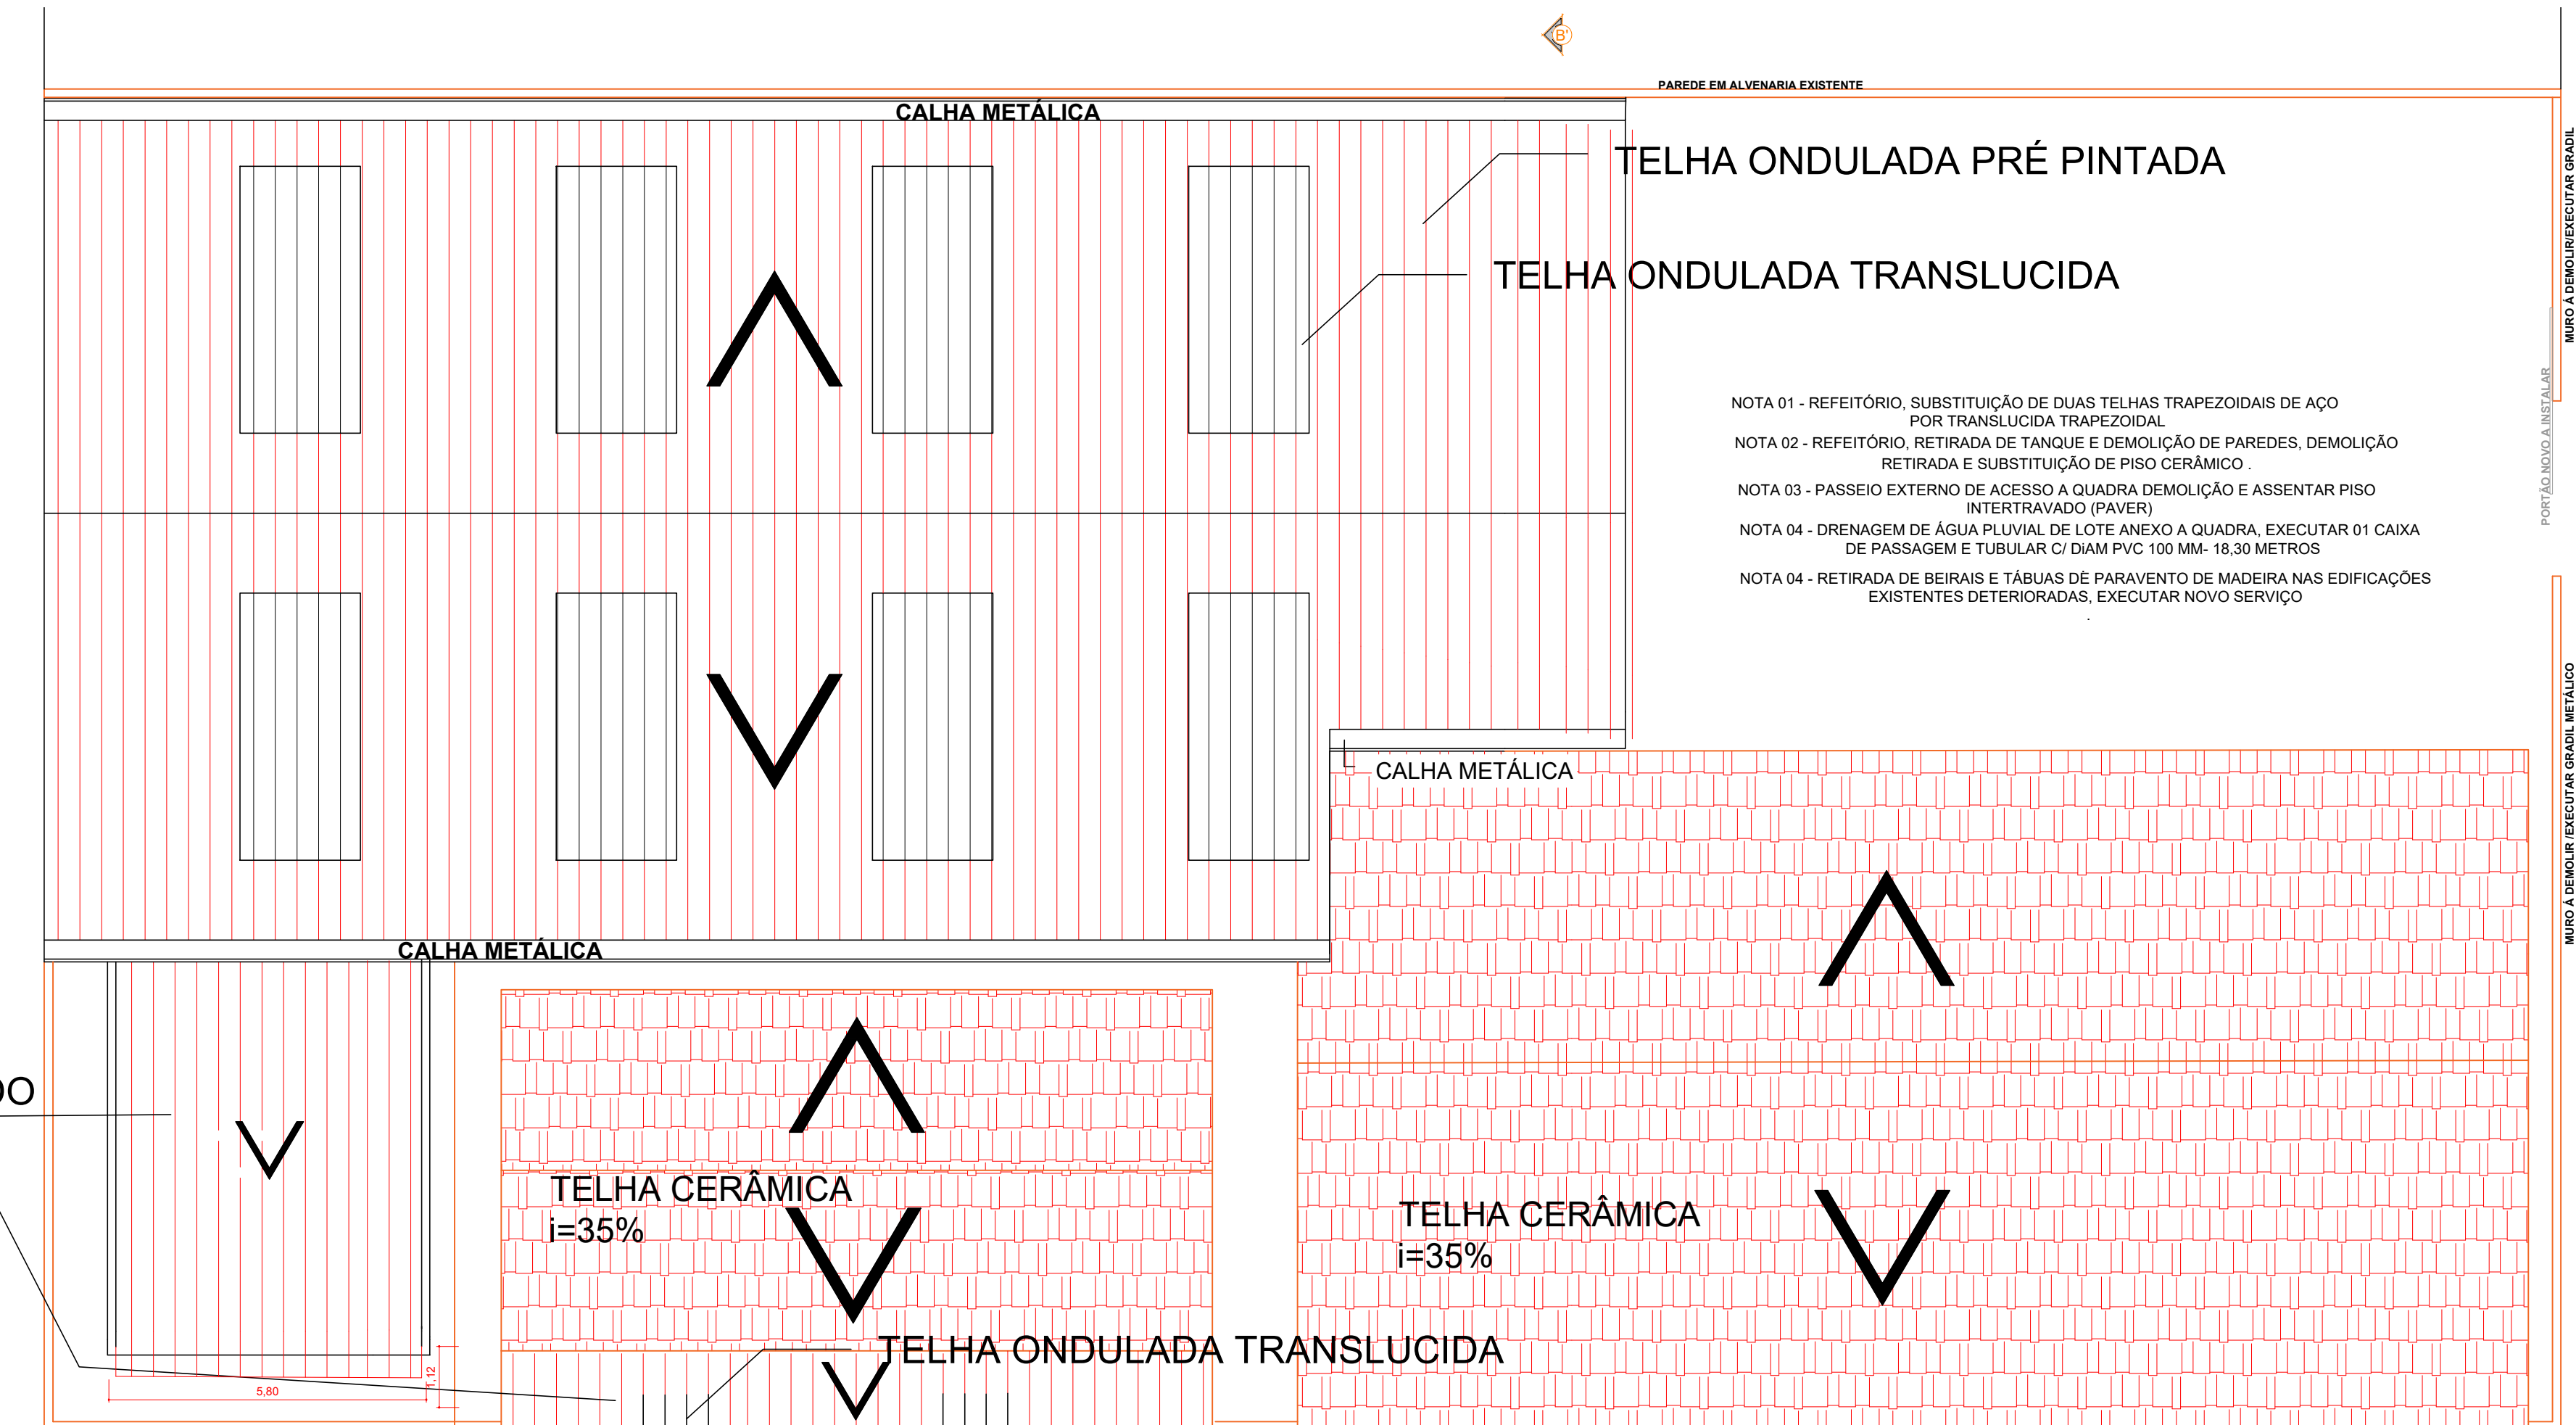 B'
PAREDE EM ALVENARIA EXISTENTE
CALHA METÁLICA
TELHA ONDULADA PRÉ PINTADA
TELHA ONDULADA TRANSLUCIDA
MURO À DEMOLIR/EXECUTAR GRADIL
PORTÃO NOVO A INSTALAR
NOTA 01 - REFEITÓRIO, SUBSTITUIÇÃO DE DUAS TELHAS TRAPEZOIDAIS DE AÇO
POR TRANSLUCIDA TRAPEZOIDAL
NOTA 02 - REFEITÓRIO, RETIRADA DE TANQUE E DEMOLIÇÃO DE PAREDES, DEMOLIÇÃO
RETIRADA E SUBSTITUIÇÃO DE PISO CERÂMICO .
NOTA 03 - PASSEIO EXTERNO DE ACESSO A QUADRA DEMOLIÇÃO E ASSENTAR PISO
INTERTRAVADO (PAVER)
NOTA 04 - DRENAGEM DE ÁGUA PLUVIAL DE LOTE ANEXO A QUADRA, EXECUTAR 01 CAIXA
DE PASSAGEM E TUBULAR C/ DiAM PVC 100 MM- 18,30 METROS
NOTA 04 - RETIRADA DE BEIRAIS E TÁBUAS DE PARAVENTO DE MADEIRA NAS EDIFICAÇÕES
EXISTENTES DETERIORADAS, EXECUTAR NOVO SERVIÇO
.
MURO À DEMOLIR /EXECUTAR GRADIL METÁLICO
CALHA METÁLICA
CALHA METÁLICA
DO
TELHA CERÂMICA
i=35%
TELHA CERÂMICA
i=35%
TELHA ONDULADA TRANSLUCIDA
1,12
5,80